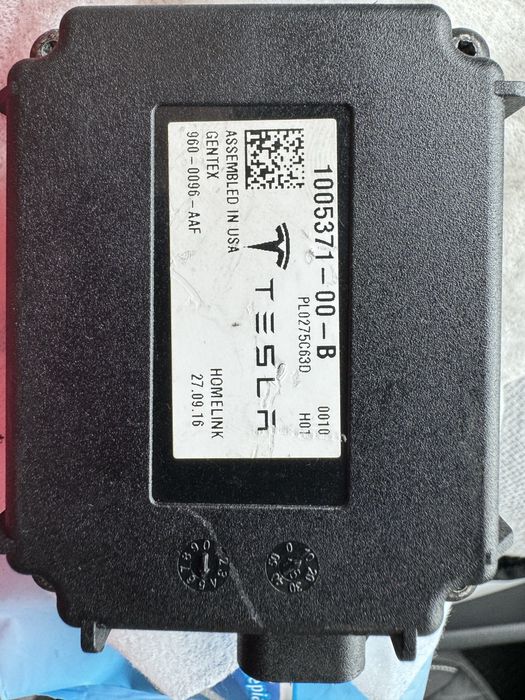 1005371-00-B
PL0275C63D
0010
H01
TESLA
ASSEMBLED IN USA
GENTEX
960-0096-AAF
HOMELINK
27.09.16